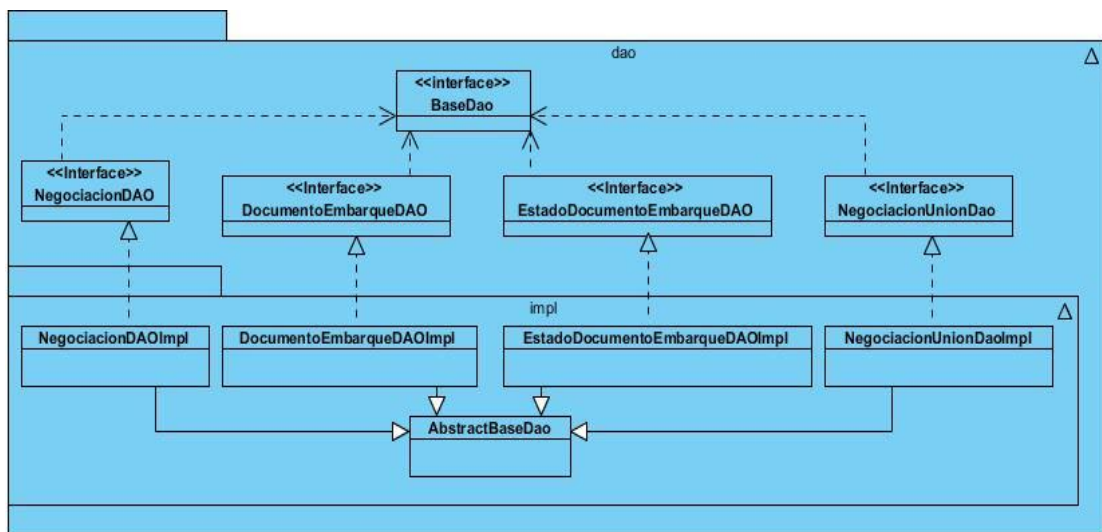 dao
<<interface>>
BaseDao
<<Interface>>
NegociacionDAO
<<Interface>>
DocumentoEmbarqueDAO
<<Interface>>
EstadoDocumentoEmbarqueDAO
<<Interface>>
NegociacionUnionDao
impl
NegociacionDAOImpl
DocumentoEmbarqueDAOImpl
EstadoDocumentoEmbarqueDAOImpl
NegociacionUnionDaoImpl
AbstractBaseDao